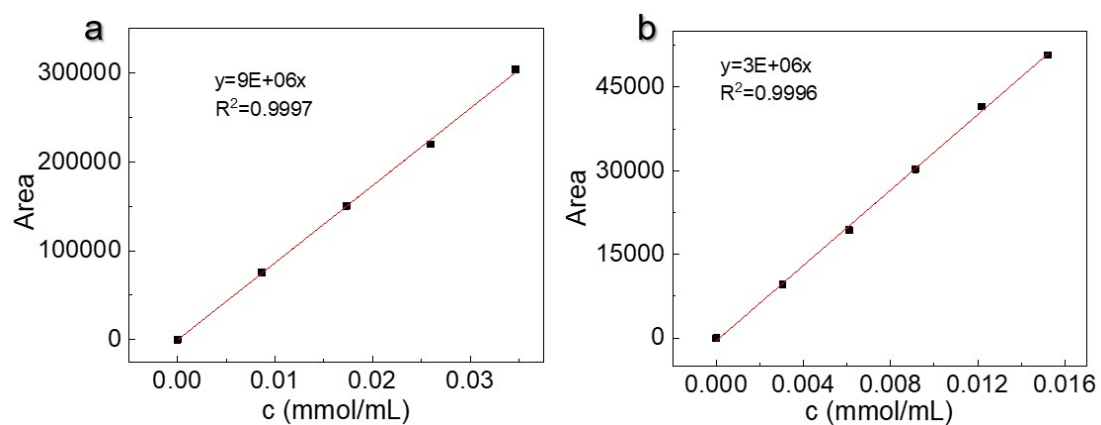 a
y=9E+06x
R²=0.9997
300000
200000
100000
0
Area
0.00 0.01 0.02 0.03
c (mmol/mL)
b
y=3E+06x
R²=0.9996
45000
30000
15000
0
Area
0.000 0.004 0.008 0.012 0.016
c (mmol/mL)